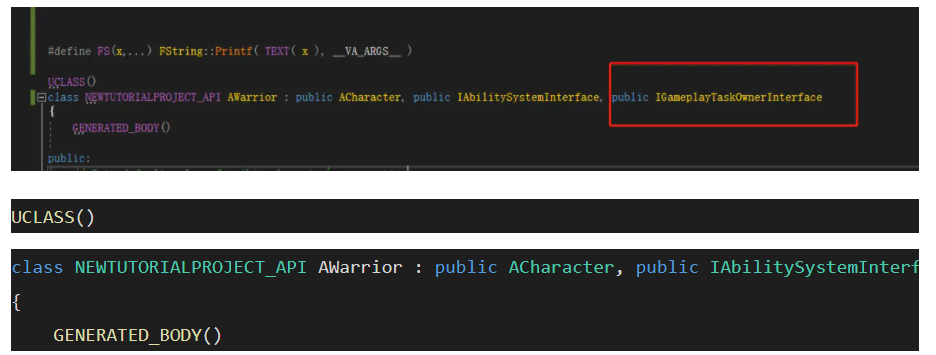 #define FS(x,...) FString::Printf( TEXT( x ), __VA_ARGS__ )
UCLASS()
class NEWTUTORIALPROJECT_API AWarrior : public ACharacter, public IAbilitySystemInterface, public IGameplayTaskOwnerInterface
{
GENERATED_BODY()
public:
UCLASS()
class NEWTUTORIALPROJECT_API AWarrior : public ACharacter, public IAbilitySystemInterf
{
GENERATED_BODY()